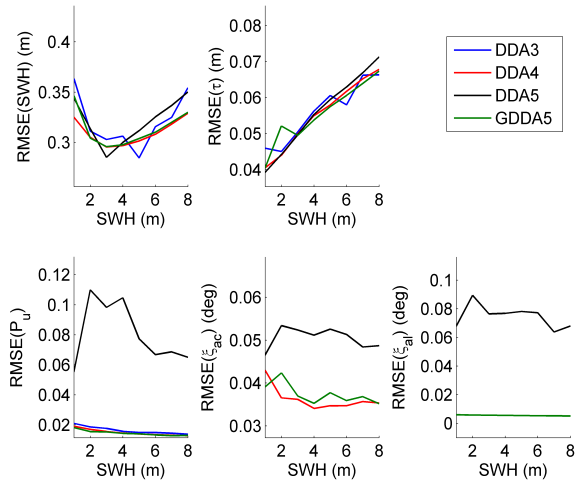 0.4
0.35
0.3
2 4 6 8
SWH (m)
RMSE(SWH) (m)
0.08
0.07
0.06
0.05
0.04
2 4 6 8
SWH (m)
RMSE(τ) (m)
DDA3
DDA4
DDA5
GDDA5
0.12
0.1
0.08
0.06
0.04
0.02
2 4 6 8
SWH (m)
RMSE(Pu)
0.06
0.05
0.04
0.03
2 4 6 8
SWH (m)
RMSE(ξac) (deg)
0.1
0.08
0.06
0.04
0.02
0
2 4 6 8
SWH (m)
RMSE(ξal) (deg)